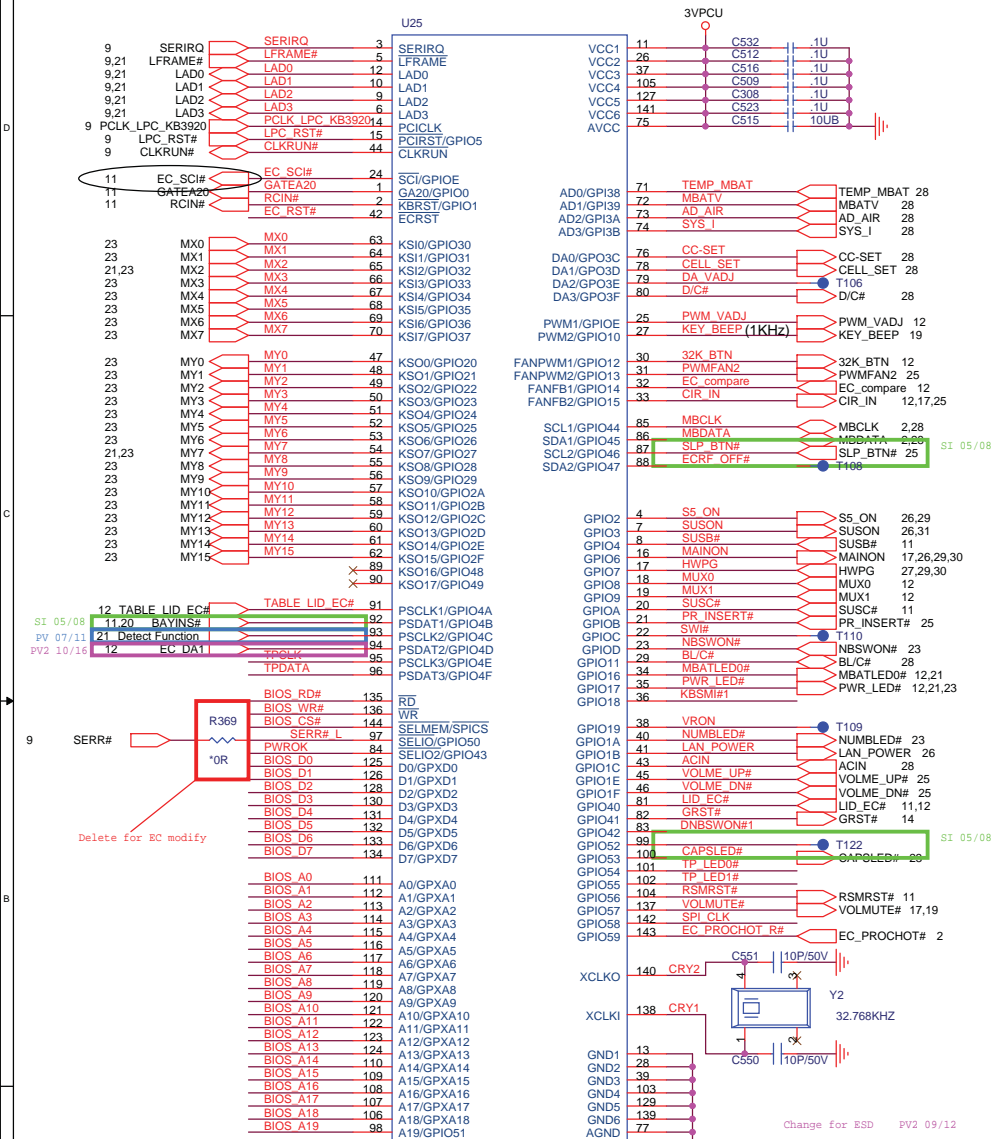 U25
3VPCU
9 SERIRQ SERIRQ 3 SERIRQ
9,21 LFRAME# LFRAME# 5 LFRAME
9,21 LAD0 LAD0 12 LAD0
9,21 LAD1 LAD1 10 LAD1
9,21 LAD2 LAD2 9 LAD2
9,21 LAD3 LAD3 6 LAD3
9 PCLK_LPC_KB3920 PCLK_LPC_KB3920 14 PCICLK
9 LPC_RST# LPC_RST# 15 PCIRST/GPIO5
9 CLKRUN# CLKRUN# 44 CLKRUN
11 EC_SCI# EC_SCI# 24 SCI/GPIOE
11 GATEA20 GATEA20 1 GA20/GPIO0
11 RCIN# RCIN# 2 KBRST/GPIO1
EC_RST# 42 ECRST
23 MX0 MX0 63 KSI0/GPIO30
23 MX1 MX1 64 KSI1/GPIO31
21,23 MX2 MX2 65 KSI2/GPIO32
23 MX3 MX3 66 KSI3/GPIO33
23 MX4 MX4 67 KSI4/GPIO34
23 MX5 MX5 68 KSI5/GPIO35
23 MX6 MX6 69 KSI6/GPIO36
23 MX7 MX7 70 KSI7/GPIO37
23 MY0 MY0 47 KSO0/GPIO20
23 MY1 MY1 48 KSO1/GPIO21
23 MY2 MY2 49 KSO2/GPIO22
23 MY3 MY3 50 KSO3/GPIO23
23 MY4 MY4 51 KSO4/GPIO24
23 MY5 MY5 52 KSO5/GPIO25
23 MY6 MY6 53 KSO6/GPIO26
21,23 MY7 MY7 54 KSO7/GPIO27
23 MY8 MY8 55 KSO8/GPIO28
23 MY9 MY9 56 KSO9/GPIO29
23 MY10 MY10 57 KSO10/GPIO2A
23 MY11 MY11 58 KSO11/GPIO2B
23 MY12 MY12 59 KSO12/GPIO2C
23 MY13 MY13 60 KSO13/GPIO2D
23 MY14 MY14 61 KSO14/GPIO2E
23 MY15 MY15 62 KSO15/GPIO2F
89 KSO16/GPIO48
90 KSO17/GPIO49
12 TABLE_LID_EC# TABLE_LID_EC# 91 PSCLK1/GPIO4A
SI 05/08 11,20 BAYINS# 92 PSDAT1/GPIO4B
PV 07/11 21 Detect Function 93 PSCLK2/GPIO4C
PV2 10/16 12 EC_DA1 94 PSDAT2/GPIO4D
TPCLK 95 PSCLK3/GPIO4E
TPDATA 96 PSDAT3/GPIO4F
BIOS_RD# 135 RD
BIOS_WR# 136 WR
BIOS_CS# 144 SELMEM/SPICS
9 SERR# R369 *0R SERR#_L 97 SELIO/GPIO50
PWROK 84 SELIO2/GPIO43
BIOS_D0 125 D0/GPXD0
BIOS_D1 126 D1/GPXD1
BIOS_D2 128 D2/GPXD2
BIOS_D3 130 D3/GPXD3
BIOS_D4 131 D4/GPXD4
BIOS_D5 132 D5/GPXD5
BIOS_D6 133 D6/GPXD6
BIOS_D7 134 D7/GPXD7
Delete for EC modify
BIOS_A0 111 A0/GPXA0
BIOS_A1 112 A1/GPXA1
BIOS_A2 113 A2/GPXA2
BIOS_A3 114 A3/GPXA3
BIOS_A4 115 A4/GPXA4
BIOS_A5 116 A5/GPXA5
BIOS_A6 117 A6/GPXA6
BIOS_A7 118 A7/GPXA7
BIOS_A8 119 A8/GPXA8
BIOS_A9 120 A9/GPXA9
BIOS_A10 121 A10/GPXA10
BIOS_A11 122 A11/GPXA11
BIOS_A12 123 A12/GPXA12
BIOS_A13 124 A13/GPXA13
BIOS_A14 110 A14/GPXA14
BIOS_A15 109 A15/GPXA15
BIOS_A16 108 A16/GPXA16
BIOS_A17 107 A17/GPXA17
BIOS_A18 106 A18/GPXA18
BIOS_A19 98 A19/GPIO51
VCC1 11 C532 .1U
VCC2 26 C512 .1U
VCC3 37 C516 .1U
VCC4 105 C509 .1U
VCC5 127 C308 .1U
VCC6 141 C523 .1U
AVCC 75 C515 10UB
AD0/GPI38 71 TEMP_MBAT TEMP_MBAT 28
AD1/GPI39 72 MBATV MBATV 28
AD2/GPI3A 73 AD_AIR AD_AIR 28
AD3/GPI3B 74 SYS_I SYS_I 28
DA0/GPO3C 76 CC-SET CC-SET 28
DA1/GPO3D 78 CELL_SET CELL_SET 28
DA2/GPO3E 79 DA_VADJ T106
DA3/GPO3F 80 D/C# D/C# 28
PWM1/GPIOE 25 PWM_VADJ PWM_VADJ 12
PWM2/GPIO10 27 KEY_BEEP (1KHz) KEY_BEEP 19
FANPWM1/GPIO12 30 32K_BTN 32K_BTN 12
FANPWM2/GPIO13 31 PWMFAN2 PWMFAN2 25
FANFB1/GPIO14 32 EC_compare EC_compare 12
FANFB2/GPIO15 33 CIR_IN CIR_IN 12,17,25
SCL1/GPIO44 85 MBCLK MBCLK 2,28
SDA1/GPIO45 86 MBDATA MBDATA 2,28
SCL2/GPIO46 87 SLP_BTN# SLP_BTN# 25 SI 05/08
SDA2/GPIO47 88 ECRF_OFF# T108
GPIO2 4 S5_ON S5_ON 26,29
GPIO3 7 SUSON SUSON 26,31
GPIO4 8 SUSB# SUSB# 11
GPIO6 16 MAINON MAINON 17,26,29,30
GPIO7 17 HWPG HWPG 27,29,30
GPIO8 18 MUX0 MUX0 12
GPIO9 19 MUX1 MUX1 12
GPIOA 20 SUSC# SUSC# 11
GPIOB 21 PR_INSERT# PR_INSERT# 25
GPIOC 22 SWI# T110
GPIOD 23 NBSWON# NBSWON# 23
GPIO11 29 BL/C# BL/C# 28
GPIO16 34 MBATLED0# MBATLED0# 12,21
GPIO17 35 PWR_LED# PWR_LED# 12,21,23
GPIO18 36 KBSMI#1
GPIO19 38 VRON T109
GPIO1A 40 NUMBLED# NUMBLED# 23
GPIO1B 41 LAN_POWER LAN_POWER 26
GPIO1C 43 ACIN ACIN 28
GPIO1E 45 VOLME_UP# VOLME_UP# 25
GPIO1F 46 VOLME_DN# VOLME_DN# 25
GPIO40 81 LID_EC# LID_EC# 11,12
GPIO41 82 GRST# GRST# 14
GPIO42 83 DNBSWON#1
GPIO52 99 T122 SI 05/08
GPIO53 100 CAPSLED# CAPSLED# 23
GPIO54 101 TP_LED0#
GPIO55 102 TP_LED1#
GPIO56 104 RSMRST# RSMRST# 11
GPIO57 137 VOLMUTE# VOLMUTE# 17,19
GPIO58 142 SPI_CLK
GPIO59 143 EC_PROCHOT_R# EC_PROCHOT# 2
C551 10P/50V
XCLKO 140 CRY2 4 3
Y2
32.768KHZ
XCLKI 138 CRY1 1 2
C550 10P/50V
GND1 13
GND2 28
GND3 39
GND4 103
GND5 129
GND6 139
AGND 77
Change for ESD PV2 09/12
D
C
B